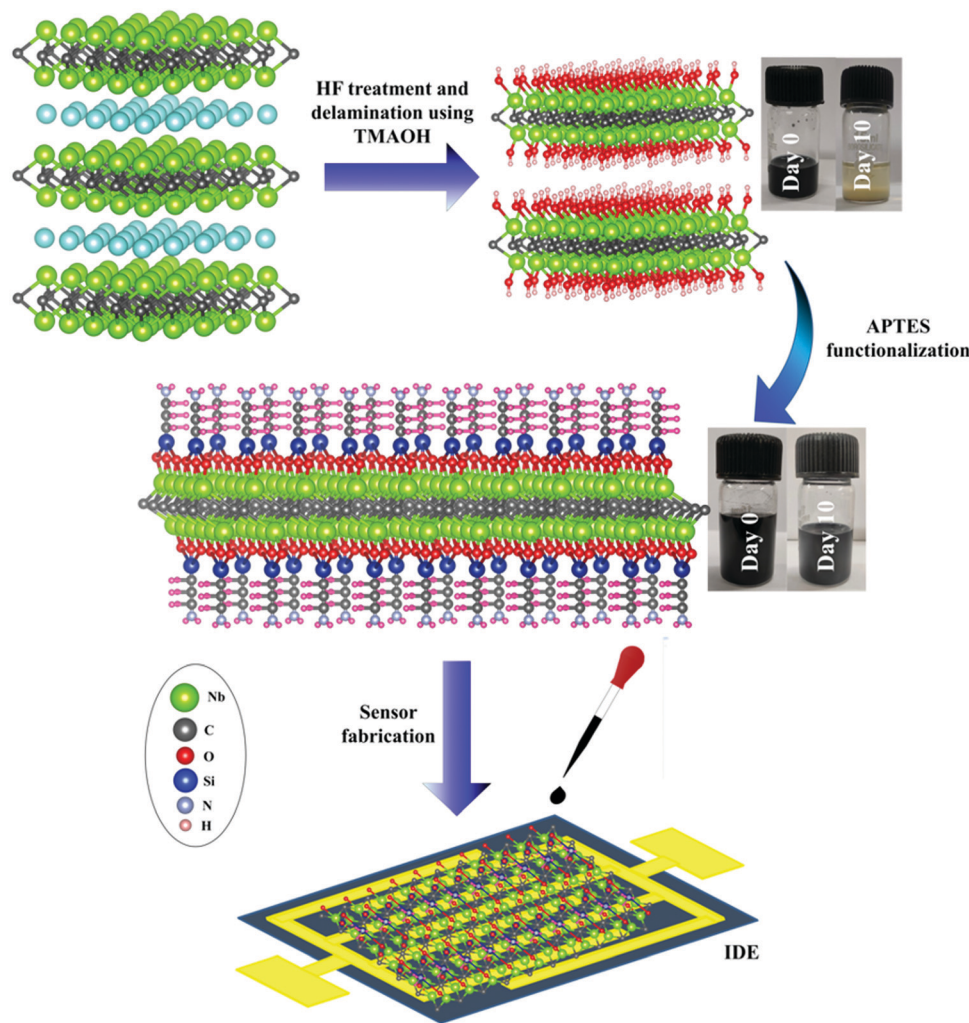 HF treatment and
delamination using
TMAOH
Day 0
Day 10
APTES
functionalization
Day 0
Day 10
Nb
C
O
Si
N
H
Sensor
fabrication
IDE